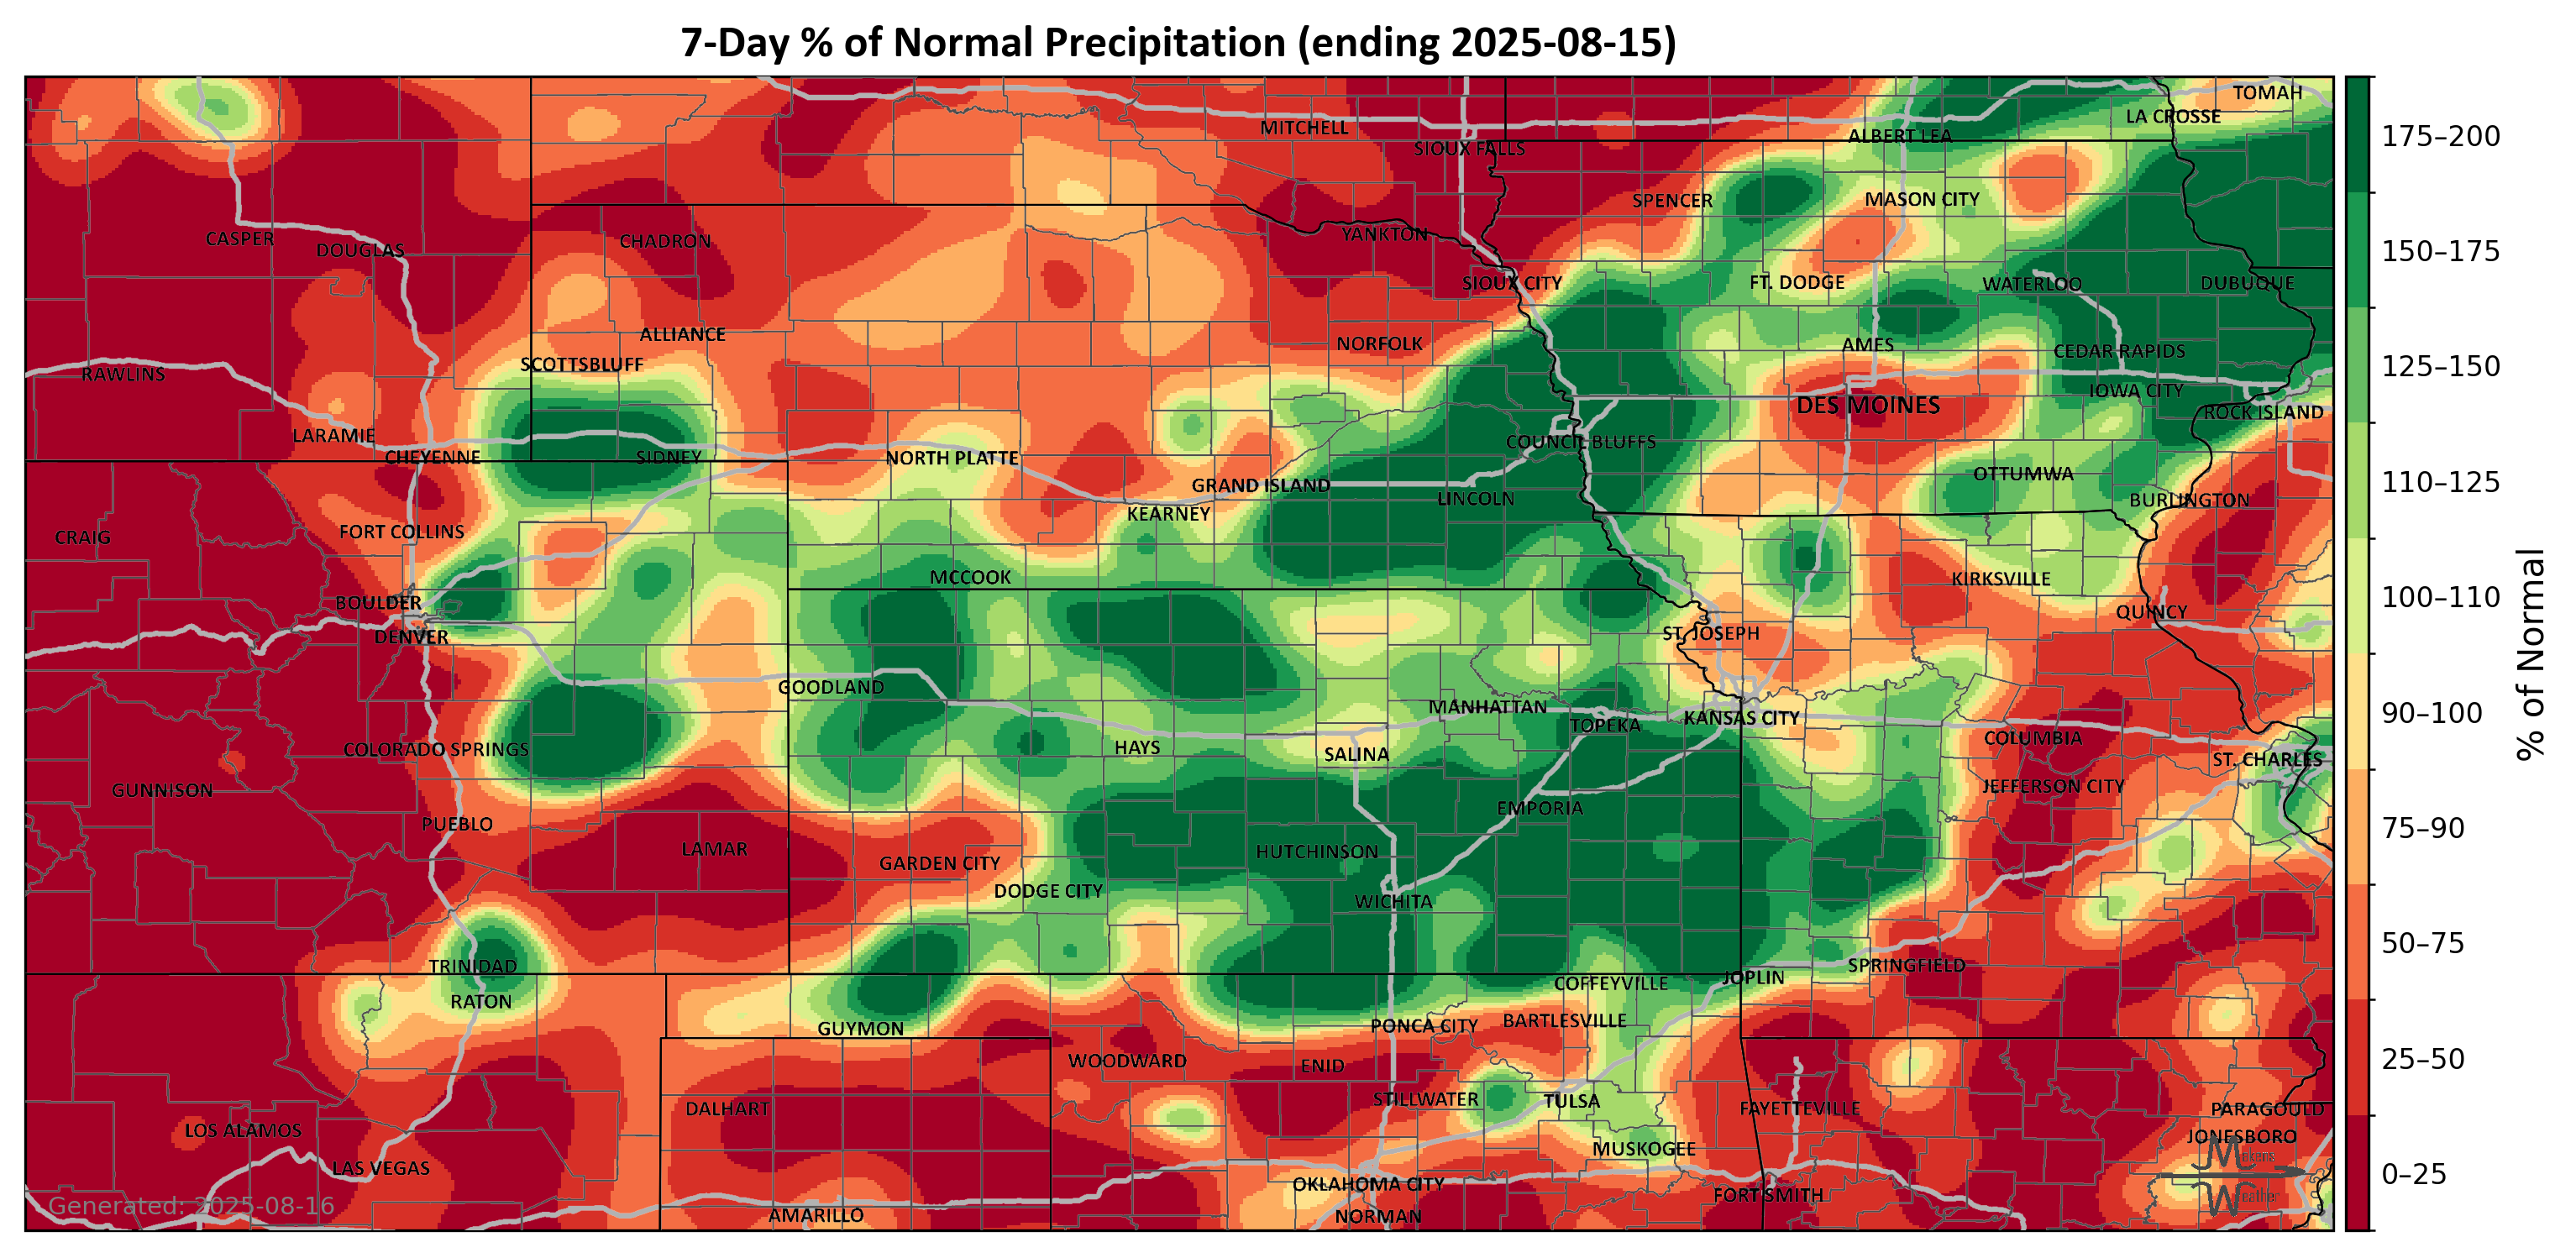 7-Day % of Normal Precipitation (ending 2025-08-15)
TOMAH
LA CROSSE
MITCHELL
ALBERT LEA
SIOUX FALLS
SPENCER
MASON CITY
CASPER
DOUGLAS
CHADRON
YANKTON
SIOUX CITY
FT. DODGE
WATERLOO
DUBUQUE
ALLIANCE
NORFOLK
AMES
CEDAR RAPIDS
SCOTTSBLUFF
RAWLINS
IOWA CITY
DES MOINES
ROCK ISLAND
LARAMIE
COUNCIL BLUFFS
CHEYENNE
SIDNEY
NORTH PLATTE
OTTUMWA
GRAND ISLAND
LINCOLN
BURLINGTON
KEARNEY
FORT COLLINS
CRAIG
MCCOOK
KIRKSVILLE
BOULDER
QUINCY
DENVER
ST. JOSEPH
GOODLAND
MANHATTAN
TOPEKA
KANSAS CITY
COLUMBIA
COLORADO SPRINGS
HAYS
SALINA
ST. CHARLES
GUNNISON
JEFFERSON CITY
EMPORIA
PUEBLO
LAMAR
HUTCHINSON
GARDEN CITY
DODGE CITY
WICHITA
TRINIDAD
SPRINGFIELD
JOPLIN
COFFEYVILLE
RATON
GUYMON
PONCA CITY
BARTLESVILLE
WOODWARD
ENID
STILLWATER
TULSA
DALHART
FAYETTEVILLE
PARAGOULD
LOS ALAMOS
JONESBORO
MUSKOGEE
LAS VEGAS
OKLAHOMA CITY
FORT SMITH
AMARILLO
NORMAN
Generated: 2025-08-16
Makens
Weather
175–200
150–175
125–150
110–125
100–110
90–100
75–90
50–75
25–50
0–25
% of Normal